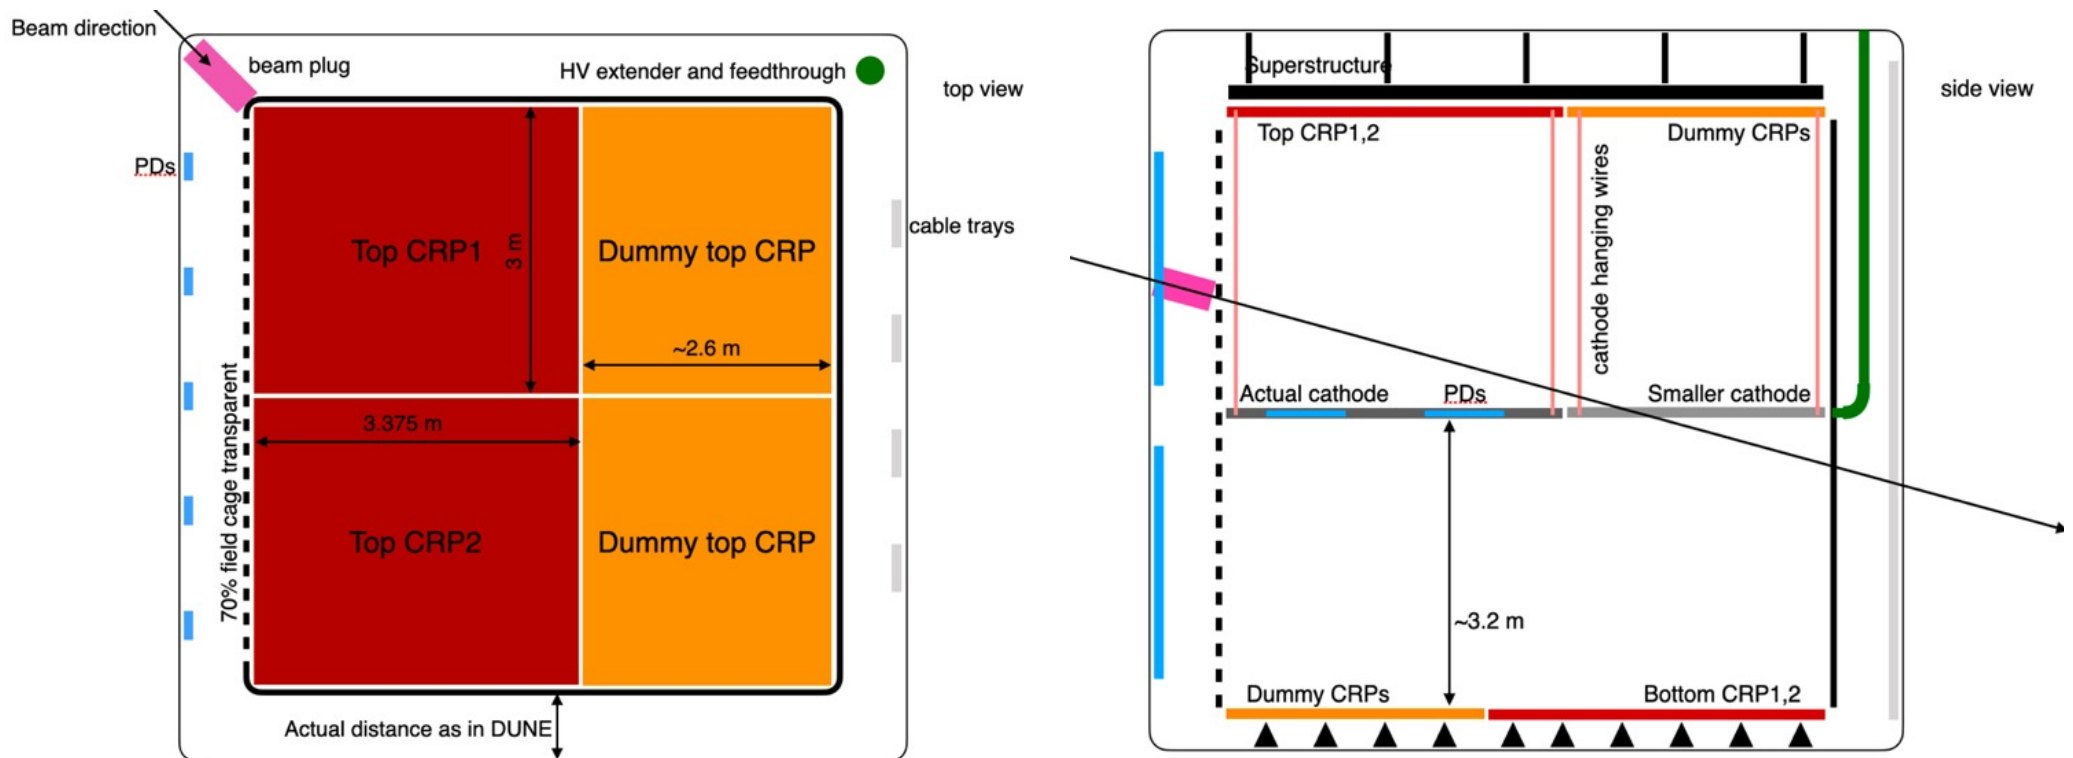 Beam direction
beam plug
HV extender and feedthrough
top view
PDs
cable trays
Top CRP1
3 m
Dummy top CRP
~2.6 m
3.375 m
70% field cage transparent
Top CRP2
Dummy top CRP
Actual distance as in DUNE
Superstructure
side view
Top CRP1,2
Dummy CRPs
cathode hanging wires
Actual cathode
PDs
Smaller cathode
~3.2 m
Dummy CRPs
Bottom CRP1,2